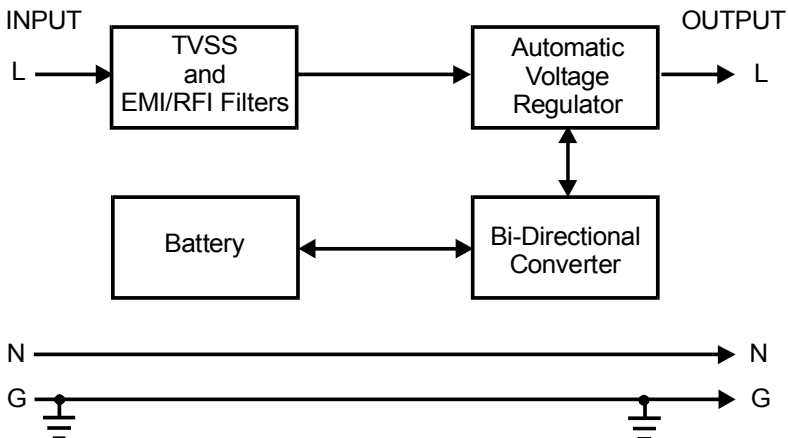 INPUT
OUTPUT
L
TVSS
and
EMI/RFI Filters
Automatic
Voltage
Regulator
L
Battery
Bi-Directional
Converter
N
N
G
G